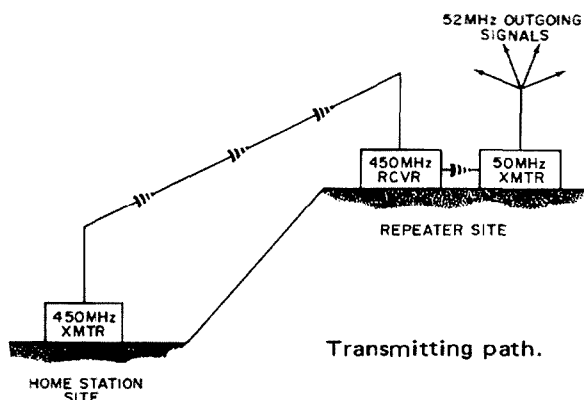 52MHz OUTGOING
SIGNALS
450MHz
RCVR
50MHz
XMTR
REPEATER SITE
450MHz
XMTR
Transmitting path.
HOME STATION
SITE